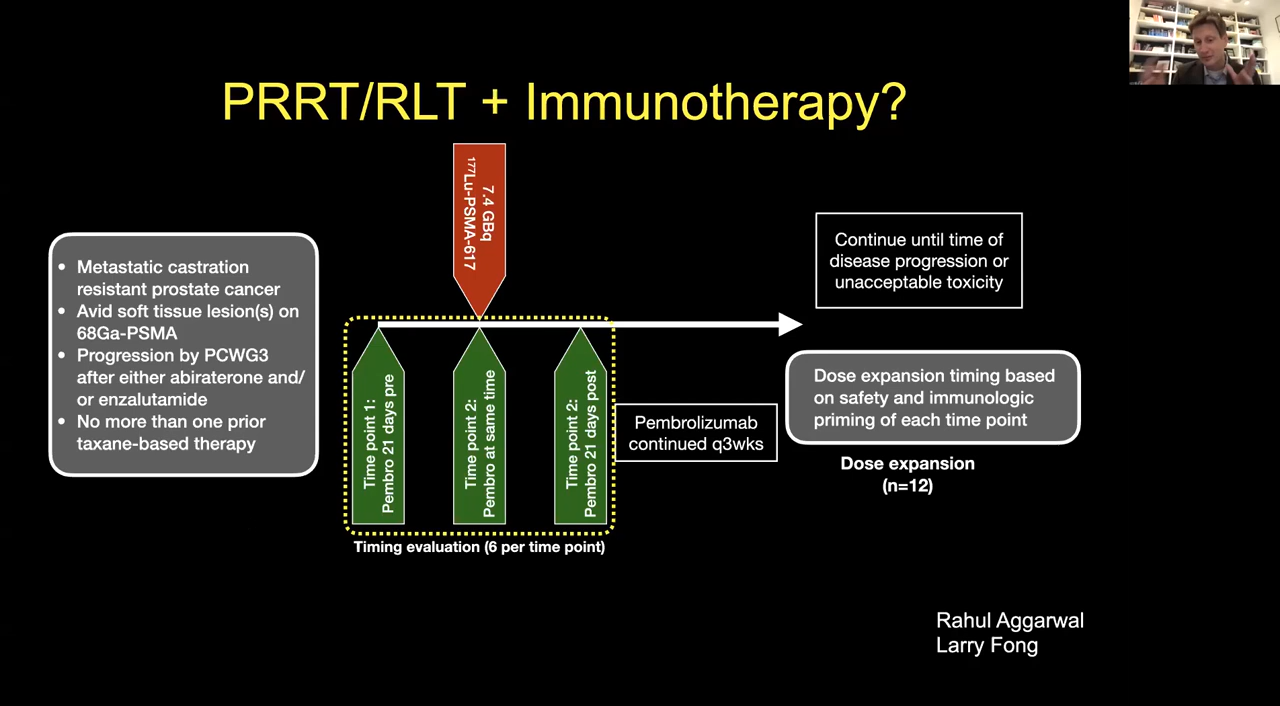 PRRT/RLT + Immunotherapy?
7.4 GBq
177Lu-PSMA-617
• Metastatic castration
resistant prostate cancer
• Avid soft tissue lesion(s) on
68Ga-PSMA
• Progression by PCWG3
after either abiraterone and/
or enzalutamide
• No more than one prior
taxane-based therapy
Time point 1:
Pembro 21 days pre
Time point 2:
Pembro at same time
Time point 2:
Pembro 21 days post
Timing evaluation (6 per time point)
Pembrolizumab
continued q3wks
Continue until time of
disease progression or
unacceptable toxicity
Dose expansion timing based
on safety and immunologic
priming of each time point
Dose expansion
(n=12)
Rahul Aggarwal
Larry Fong